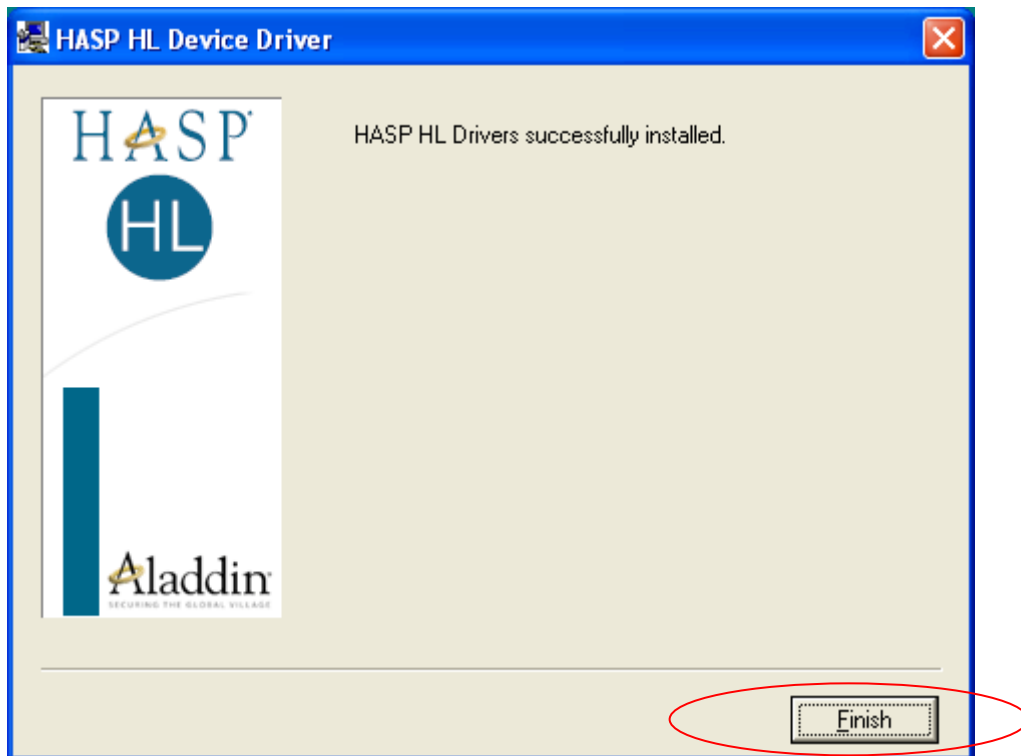 HASP HL Device Driver
HASP
HL
HASP HL Drivers successfully installed.
Aladdin
SECURING THE GLOBAL VILLAGE
Finish